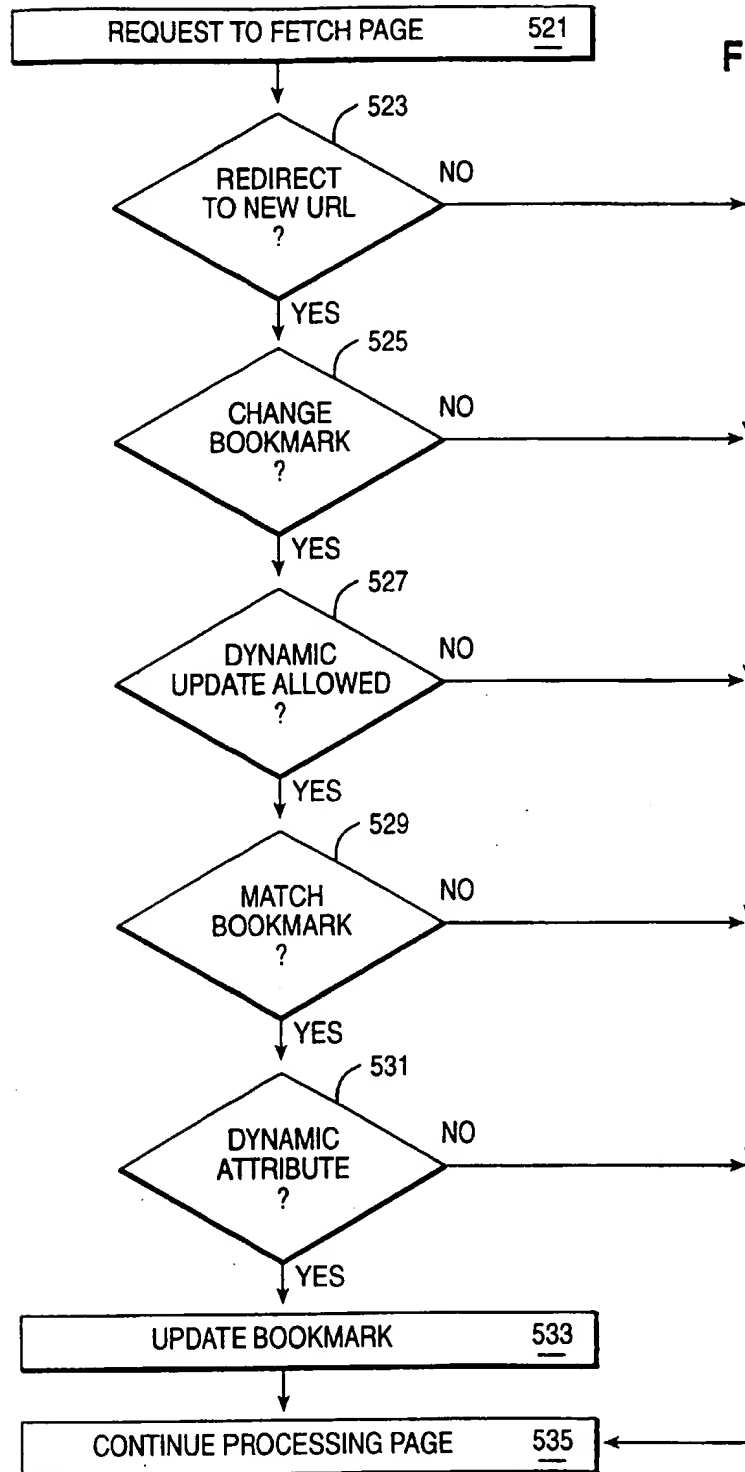 REQUEST TO FETCH PAGE 521
F
523
REDIRECT
TO NEW URL
?
NO
YES
525
CHANGE
BOOKMARK
?
NO
YES
527
DYNAMIC
UPDATE ALLOWED
?
NO
YES
529
MATCH
BOOKMARK
?
NO
YES
531
DYNAMIC
ATTRIBUTE
?
NO
YES
UPDATE BOOKMARK 533
CONTINUE PROCESSING PAGE 535